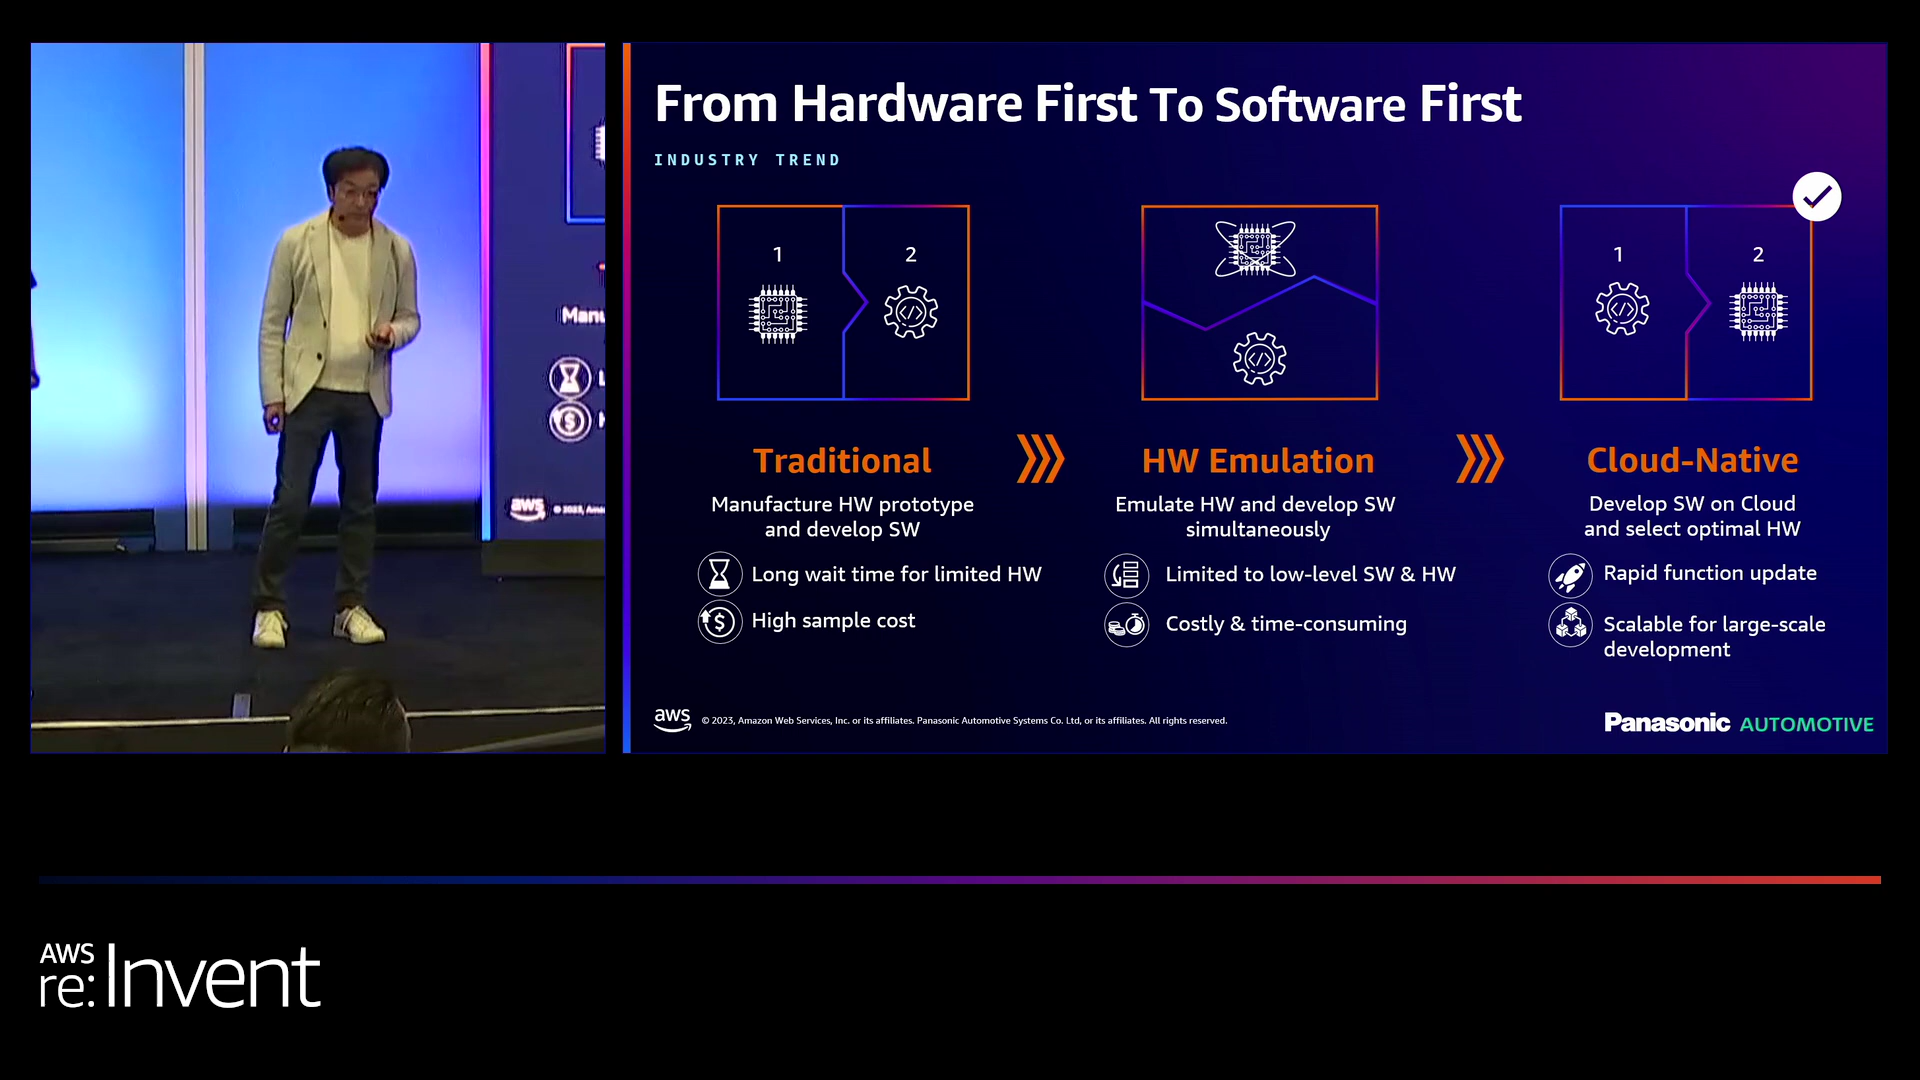 From Hardware First To Software First
INDUSTRY TREND
1
2
1
2
Traditional
Manufacture HW prototype
and develop SW
Long wait time for limited HW
High sample cost
HW Emulation
Emulate HW and develop SW
simultaneously
Limited to low-level SW & HW
Costly & time-consuming
Cloud-Native
Develop SW on Cloud
and select optimal HW
Rapid function update
Scalable for large-scale
development
aws
© 2023, Amazon Web Services, Inc. or its affiliates. Panasonic Automotive Systems Co. Ltd, or its affiliates. All rights reserved.
Panasonic AUTOMOTIVE
Manu
aws
© 2023, Ama
AWS
re:Invent